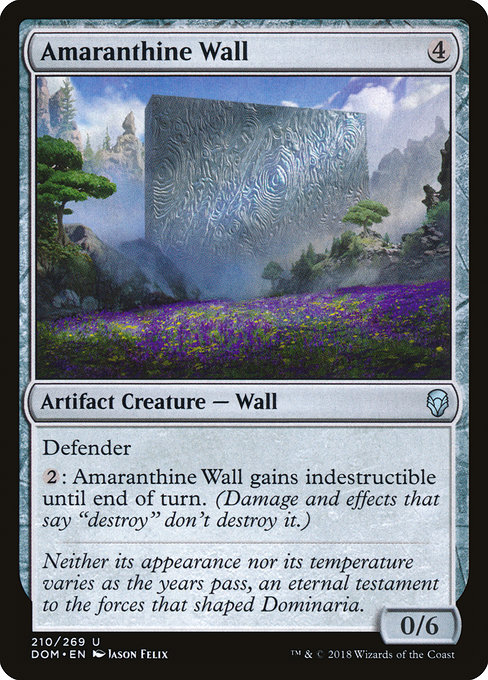 Amaranthine Wall 4
Artifact Creature — Wall
Defender
2: Amaranthine Wall gains indestructible
until end of turn. (Damage and effects that
say “destroy” don’t destroy it.)
Neither its appearance nor its temperature
varies as the years pass, an eternal testament
to the forces that shaped Dominaria.
0/6
210/269 U
DOM • EN Jason Felix ™ & © 2018 Wizards of the Coast